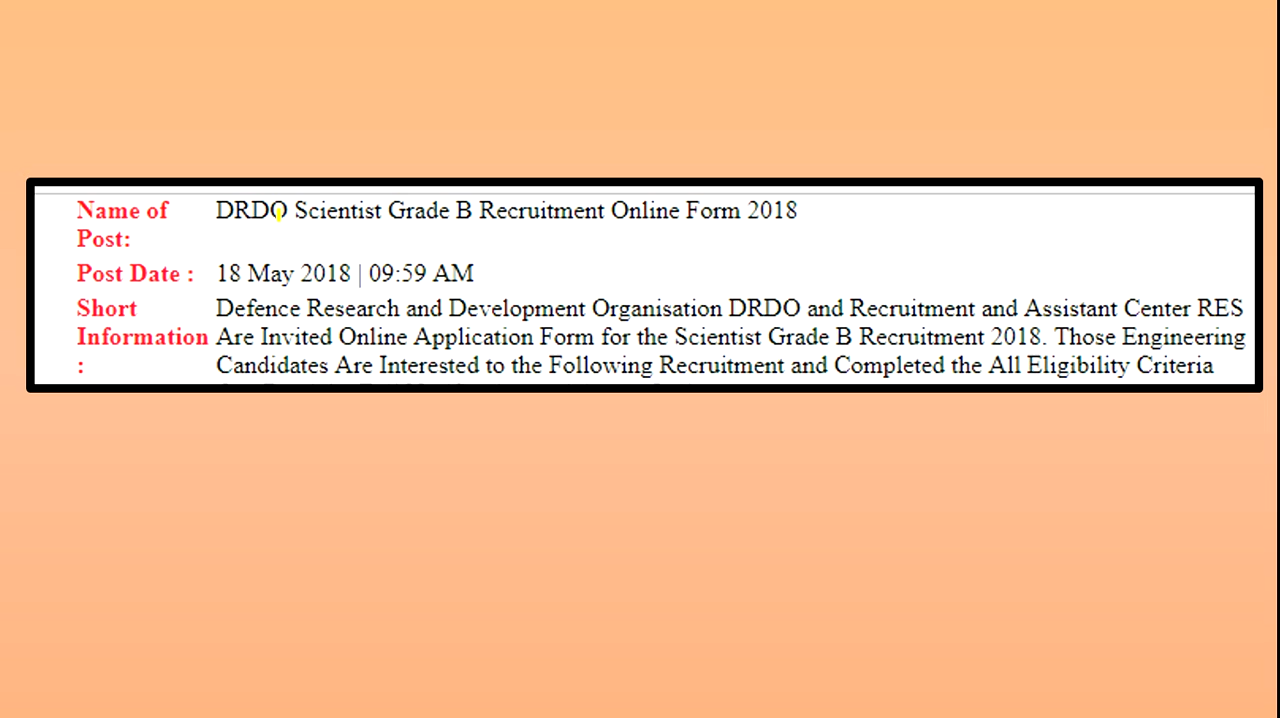 Name of DRDO Scientist Grade B Recruitment Online Form 2018
Post:
Post Date : 18 May 2018 | 09:59 AM
Short Defence Research and Development Organisation DRDO and Recruitment and Assistant Center RES
Information Are Invited Online Application Form for the Scientist Grade B Recruitment 2018. Those Engineering
: Candidates Are Interested to the Following Recruitment and Completed the All Eligibility Criteria